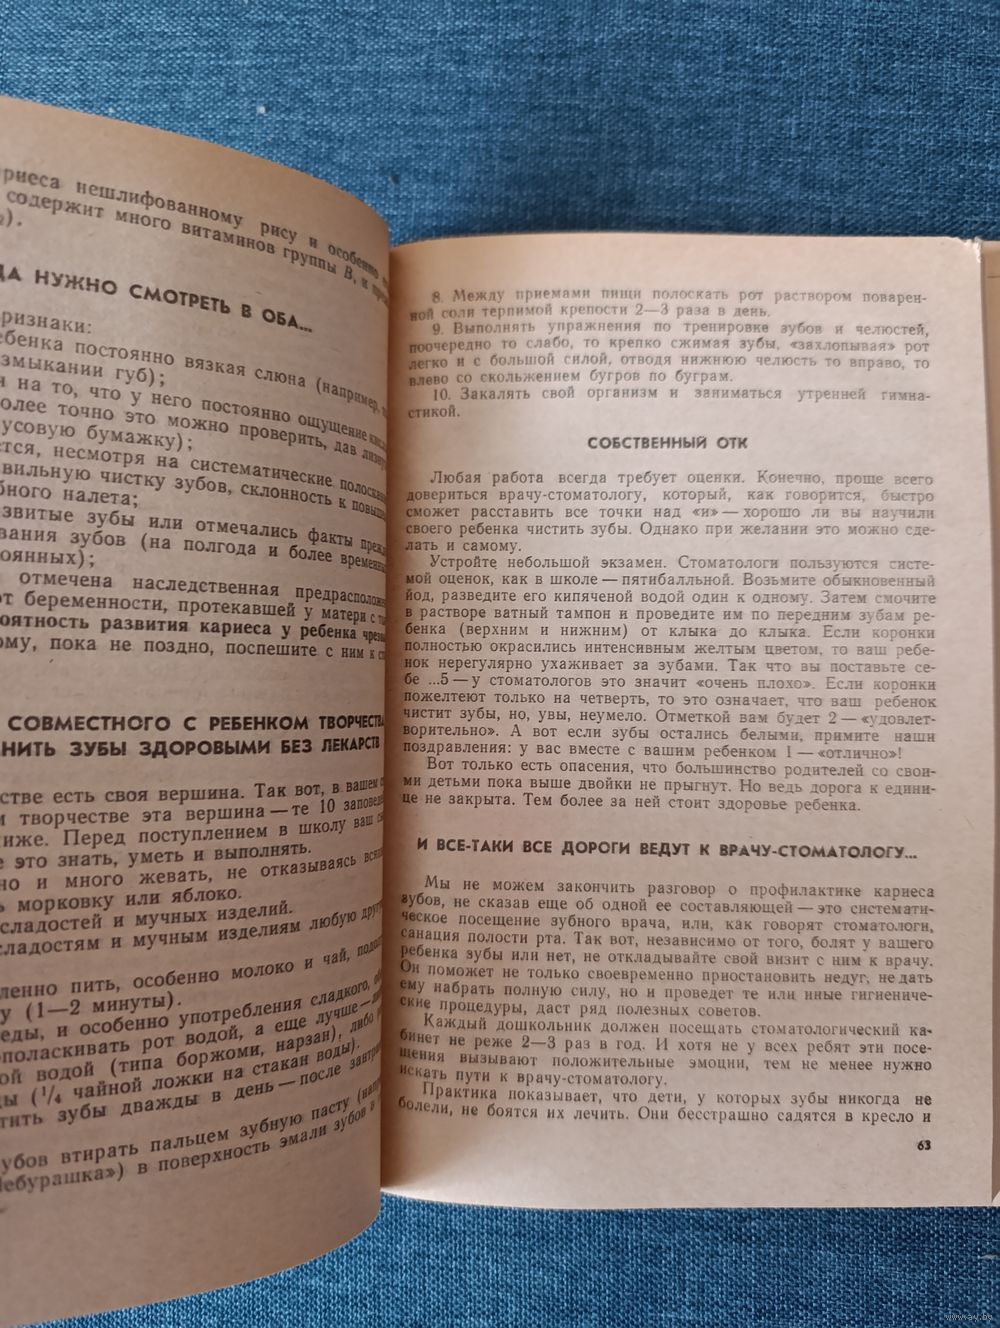 риеса нешлифованному рису и особенно
содержит много витаминов группы В, и
ДА НУЖНО СМОТРЕТЬ В ОБА...
ризнаки:
ебенка постоянно вязкая слюна (например,
змыкании губ);
я на то, что у него постоянно ощущение
олее точно это можно проверить, дав
усовую бумажку);
ется, несмотря на систематические
вильную чистку зубов, склонность к
бного налета;
звитые зубы или отмечались факты
вания зубов (на полгода и более
оянных);
отмечена наследственная
от беременности, протекавшей у матери с
оятность развития кариеса у ребенка
ому, пока не поздно, поспешите с ним к
СОВМЕСТНОГО С РЕБЕНКОМ ТВОРЧЕСТВА
НИТЬ ЗУБЫ ЗДОРОВЫМИ БЕЗ ЛЕКАРСТВ
стве есть своя вершина. Так вот, в вашем
м творчестве эта вершина — те 10
иже. Перед поступлением в школу ваш
е это знать, уметь и выполнять.
но и много жевать, не отказываясь
ь морковку или яблоко.
сладостей и мучных изделий.
сладостям и мучным изделиям любую
ленно пить, особенно молоко и чай,
у (1—2 минуты).
еды, и особенно употребления сладкого,
ополаскивать рот водой, а еще лучше —
ой водой (типа боржоми, нарзан), либо
ды (¼ чайной ложки на стакан воды).
тить зубы дважды в день — после
убов втирать пальцем зубную пасту
Чебурашка») в поверхность эмали зубов в
8. Между приемами пищи полоскать рот раствором поварен-
ной соли терпимой крепости 2—3 раза в день.
9. Выполнять упражнения по тренировке зубов и челюстей,
поочередно то слабо, то крепко сжимая зубы, «захлопывая» рот
легко и с большой силой, отводя нижнюю челюсть то вправо, то
влево со скольжением бугров по буграм.
10. Закалять свой организм и заниматься утренней гимна-
стикой.
СОБСТВЕННЫЙ ОТК
Любая работа всегда требует оценки. Конечно, проще всего
довериться врачу-стоматологу, который, как говорится, быстро
сможет расставить все точки над «и» — хорошо ли вы научили
своего ребенка чистить зубы. Однако при желании это можно сде-
лать и самому.
Устройте небольшой экзамен. Стоматологи пользуются систе-
мой оценок, как в школе — пятибалльной. Возьмите обыкновенный
йод, разведите его кипяченой водой один к одному. Затем смочите
в растворе ватный тампон и проведите им по передним зубам ре-
бенка (верхним и нижним) от клыка до клыка. Если коронки
полностью окрасились интенсивным желтым цветом, то ваш ребе-
нок нерегулярно ухаживает за зубами. Так что вы поставьте се-
бе ...5 — у стоматологов это значит «очень плохо». Если коронки
пожелтеют только на четверть, то это означает, что ваш ребенок
чистит зубы, но, увы, неумело. Отметкой вам будет 2 — «удовлет-
ворительно». А вот если зубы остались белыми, примите наши
поздравления: у вас вместе с вашим ребенком 1 — «отлично»!
Вот только есть опасения, что большинство родителей со свои-
ми детьми пока выше двойки не прыгнут. Но ведь дорога к едини-
це не закрыта. Тем более за ней стоит здоровье ребенка.
И ВСЕ-ТАКИ ВСЕ ДОРОГИ ВЕДУТ К ВРАЧУ-СТОМАТОЛОГУ...
Мы не можем закончить разговор о профилактике кариеса
зубов, не сказав еще об одной ее составляющей — это системати-
ческое посещение зубного врача, или, как говорят стоматологи,
санация полости рта. Так вот, независимо от того, болят у вашего
ребенка зубы или нет, не откладывайте свой визит с ним к врачу.
Он поможет не только своевременно приостановить недуг, не дать
ему набрать полную силу, но и проведет те или иные гигиениче-
ские процедуры, даст ряд полезных советов.
Каждый дошкольник должен посещать стоматологический ка-
бинет не реже 2—3 раз в год. И хотя не у всех ребят эти посе-
щения вызывают положительные эмоции, тем не менее нужно
искать пути к врачу-стоматологу.
Практика показывает, что дети, у которых зубы никогда не
болели, не боятся их лечить. Они бесстрашно садятся в кресло и
63
www.ay.by